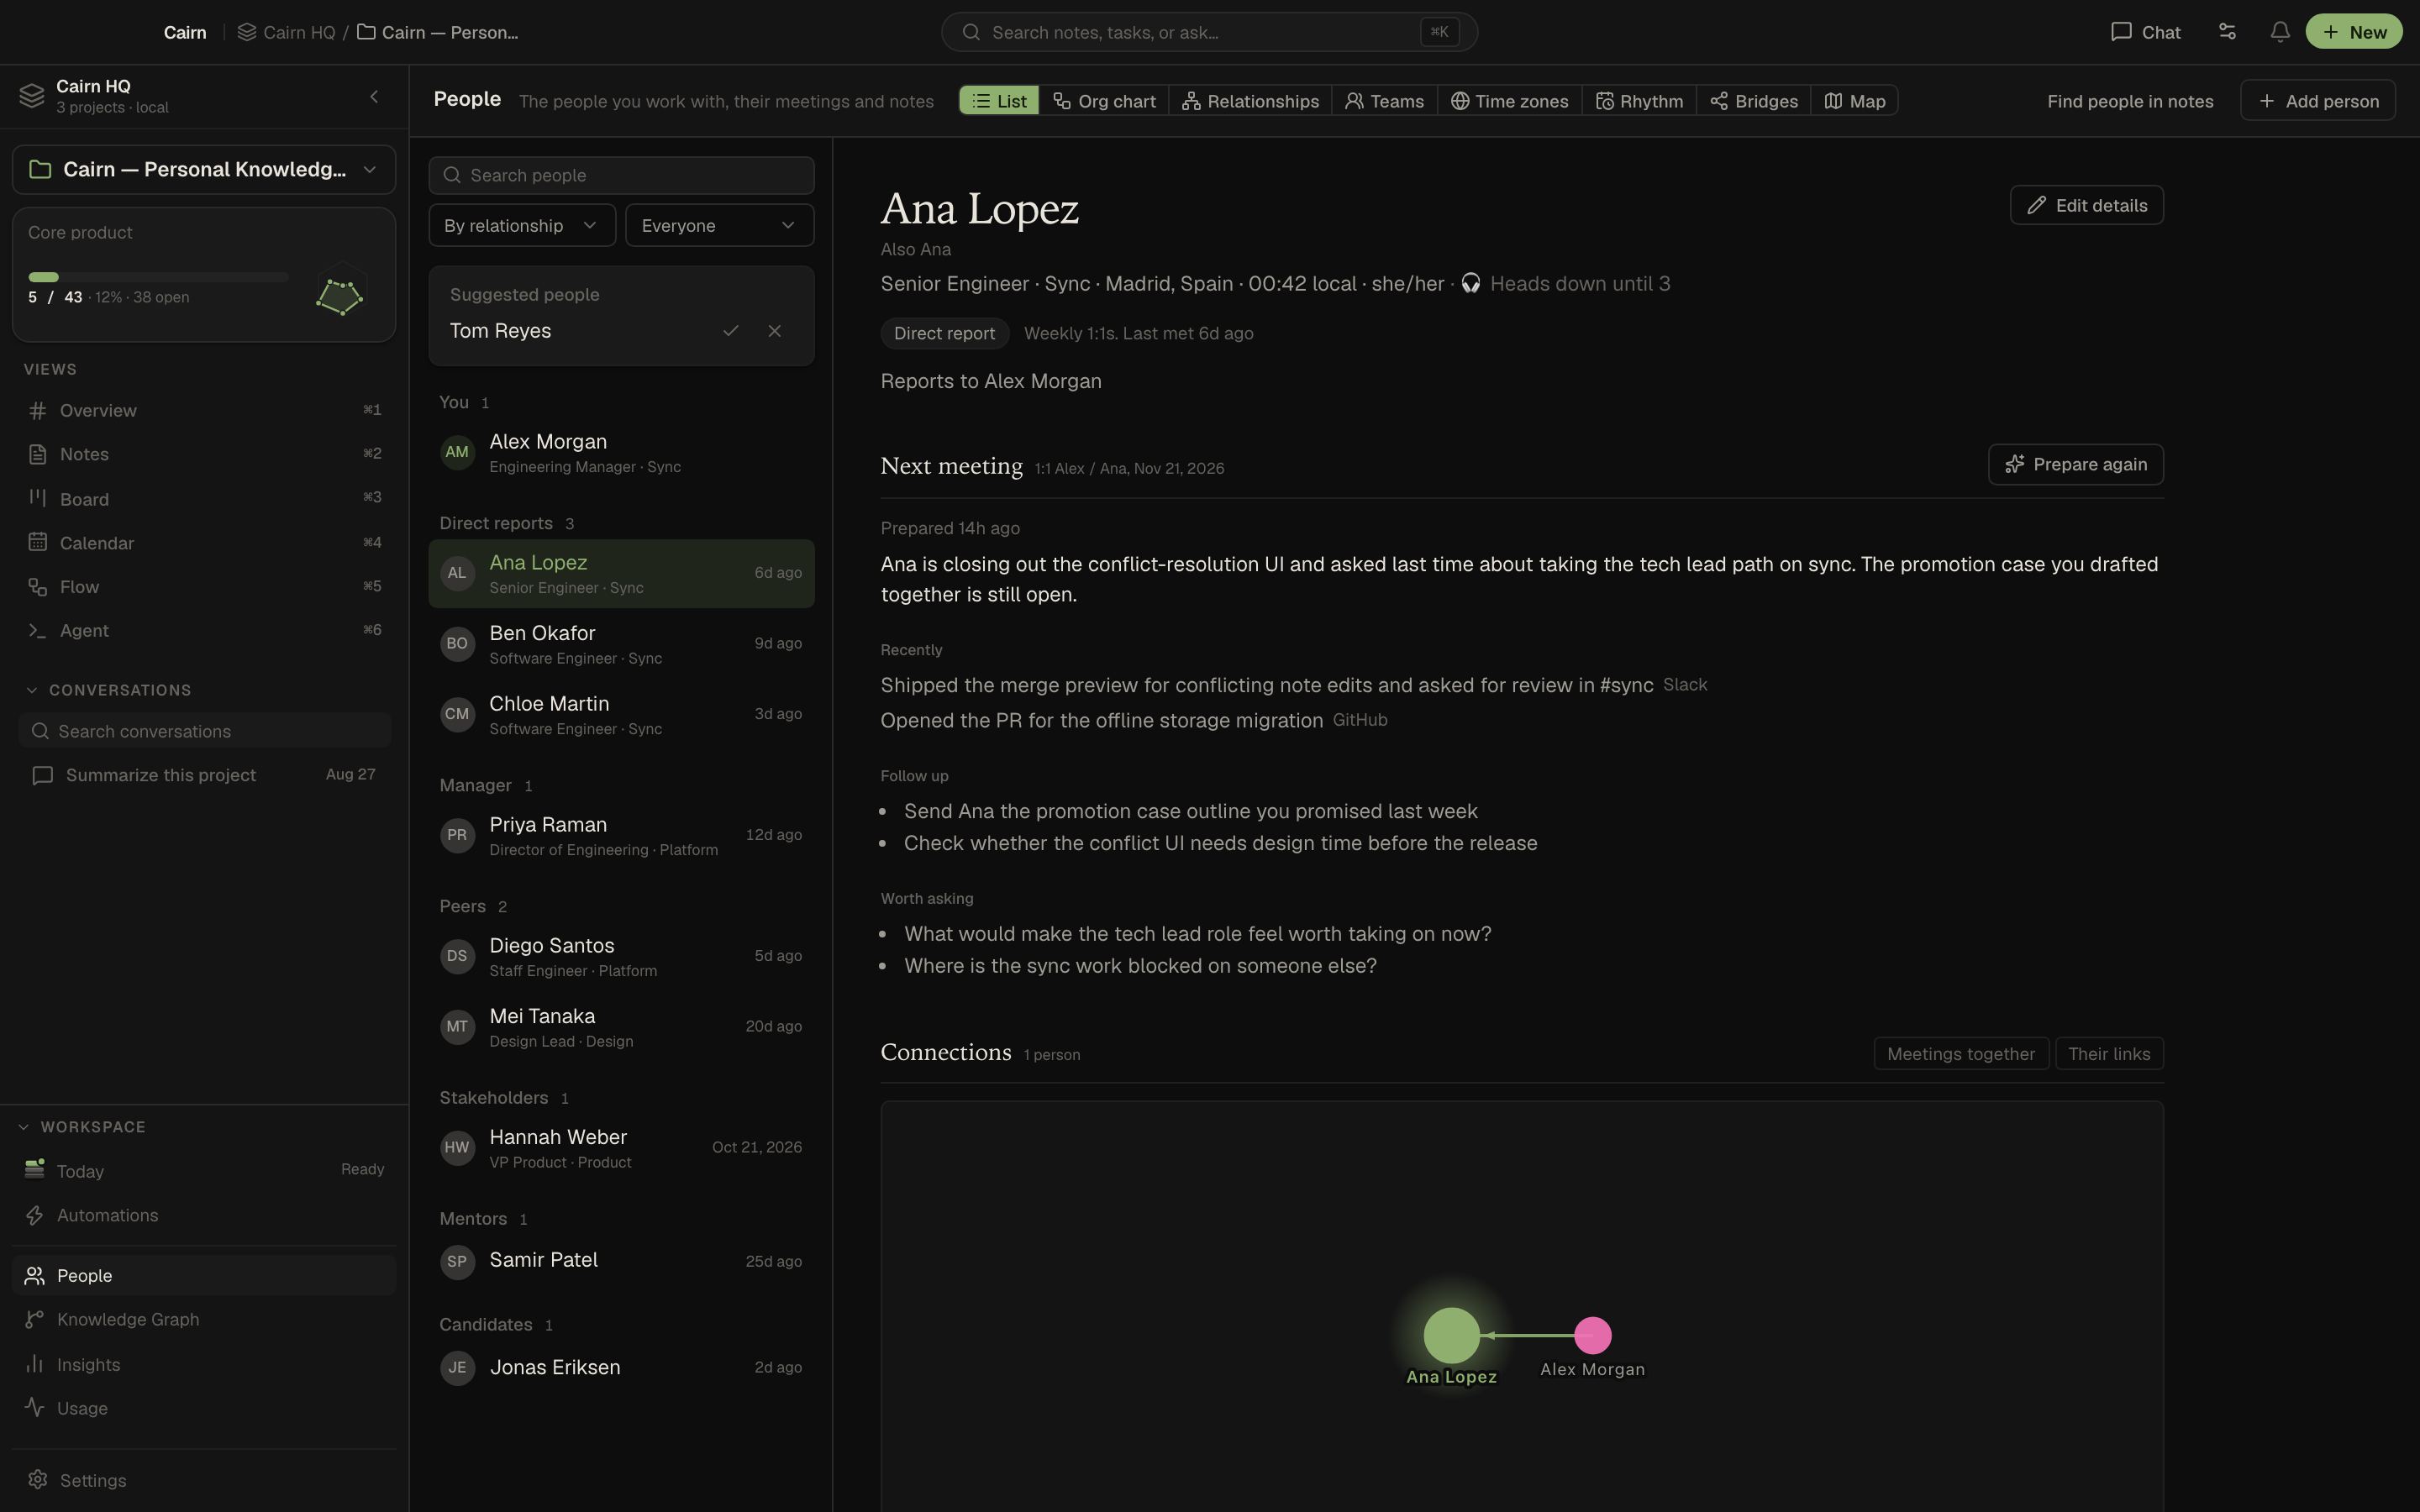 Cairn
Cairn HQ / Cairn — Person...
Search notes, tasks, or ask...
⌘K
Chat
New
Cairn HQ
3 projects · local
Cairn — Personal Knowledg...
Core product
5 / 43 · 12% · 38 open
VIEWS
Overview ⌘1
Notes ⌘2
Board ⌘3
Calendar ⌘4
Flow ⌘5
Agent ⌘6
CONVERSATIONS
Search conversations
Summarize this project Aug 27
WORKSPACE
Today Ready
Automations
People
Knowledge Graph
Insights
Usage
Settings
People The people you work with, their meetings and notes
List
Org chart
Relationships
Teams
Time zones
Rhythm
Bridges
Map
Find people in notes
Add person
Search people
By relationship
Everyone
Suggested people
Tom Reyes
You 1
AM Alex Morgan
Engineering Manager · Sync
Direct reports 3
AL Ana Lopez 6d ago
Senior Engineer · Sync
BO Ben Okafor 9d ago
Software Engineer · Sync
CM Chloe Martin 3d ago
Software Engineer · Sync
Manager 1
PR Priya Raman 12d ago
Director of Engineering · Platform
Peers 2
DS Diego Santos 5d ago
Staff Engineer · Platform
MT Mei Tanaka 20d ago
Design Lead · Design
Stakeholders 1
HW Hannah Weber Oct 21, 2026
VP Product · Product
Mentors 1
SP Samir Patel 25d ago
Candidates 1
JE Jonas Eriksen 2d ago
Ana Lopez
Edit details
Also Ana
Senior Engineer · Sync · Madrid, Spain · 00:42 local · she/her · 🎧 Heads down until 3
Direct report Weekly 1:1s. Last met 6d ago
Reports to Alex Morgan
Next meeting 1:1 Alex / Ana, Nov 21, 2026
Prepare again
Prepared 14h ago
Ana is closing out the conflict-resolution UI and asked last time about taking the tech lead path on sync. The promotion case you drafted
together is still open.
Recently
Shipped the merge preview for conflicting note edits and asked for review in #sync Slack
Opened the PR for the offline storage migration GitHub
Follow up
• Send Ana the promotion case outline you promised last week
• Check whether the conflict UI needs design time before the release
Worth asking
• What would make the tech lead role feel worth taking on now?
• Where is the sync work blocked on someone else?
Connections 1 person
Meetings together
Their links
Ana Lopez
Alex Morgan